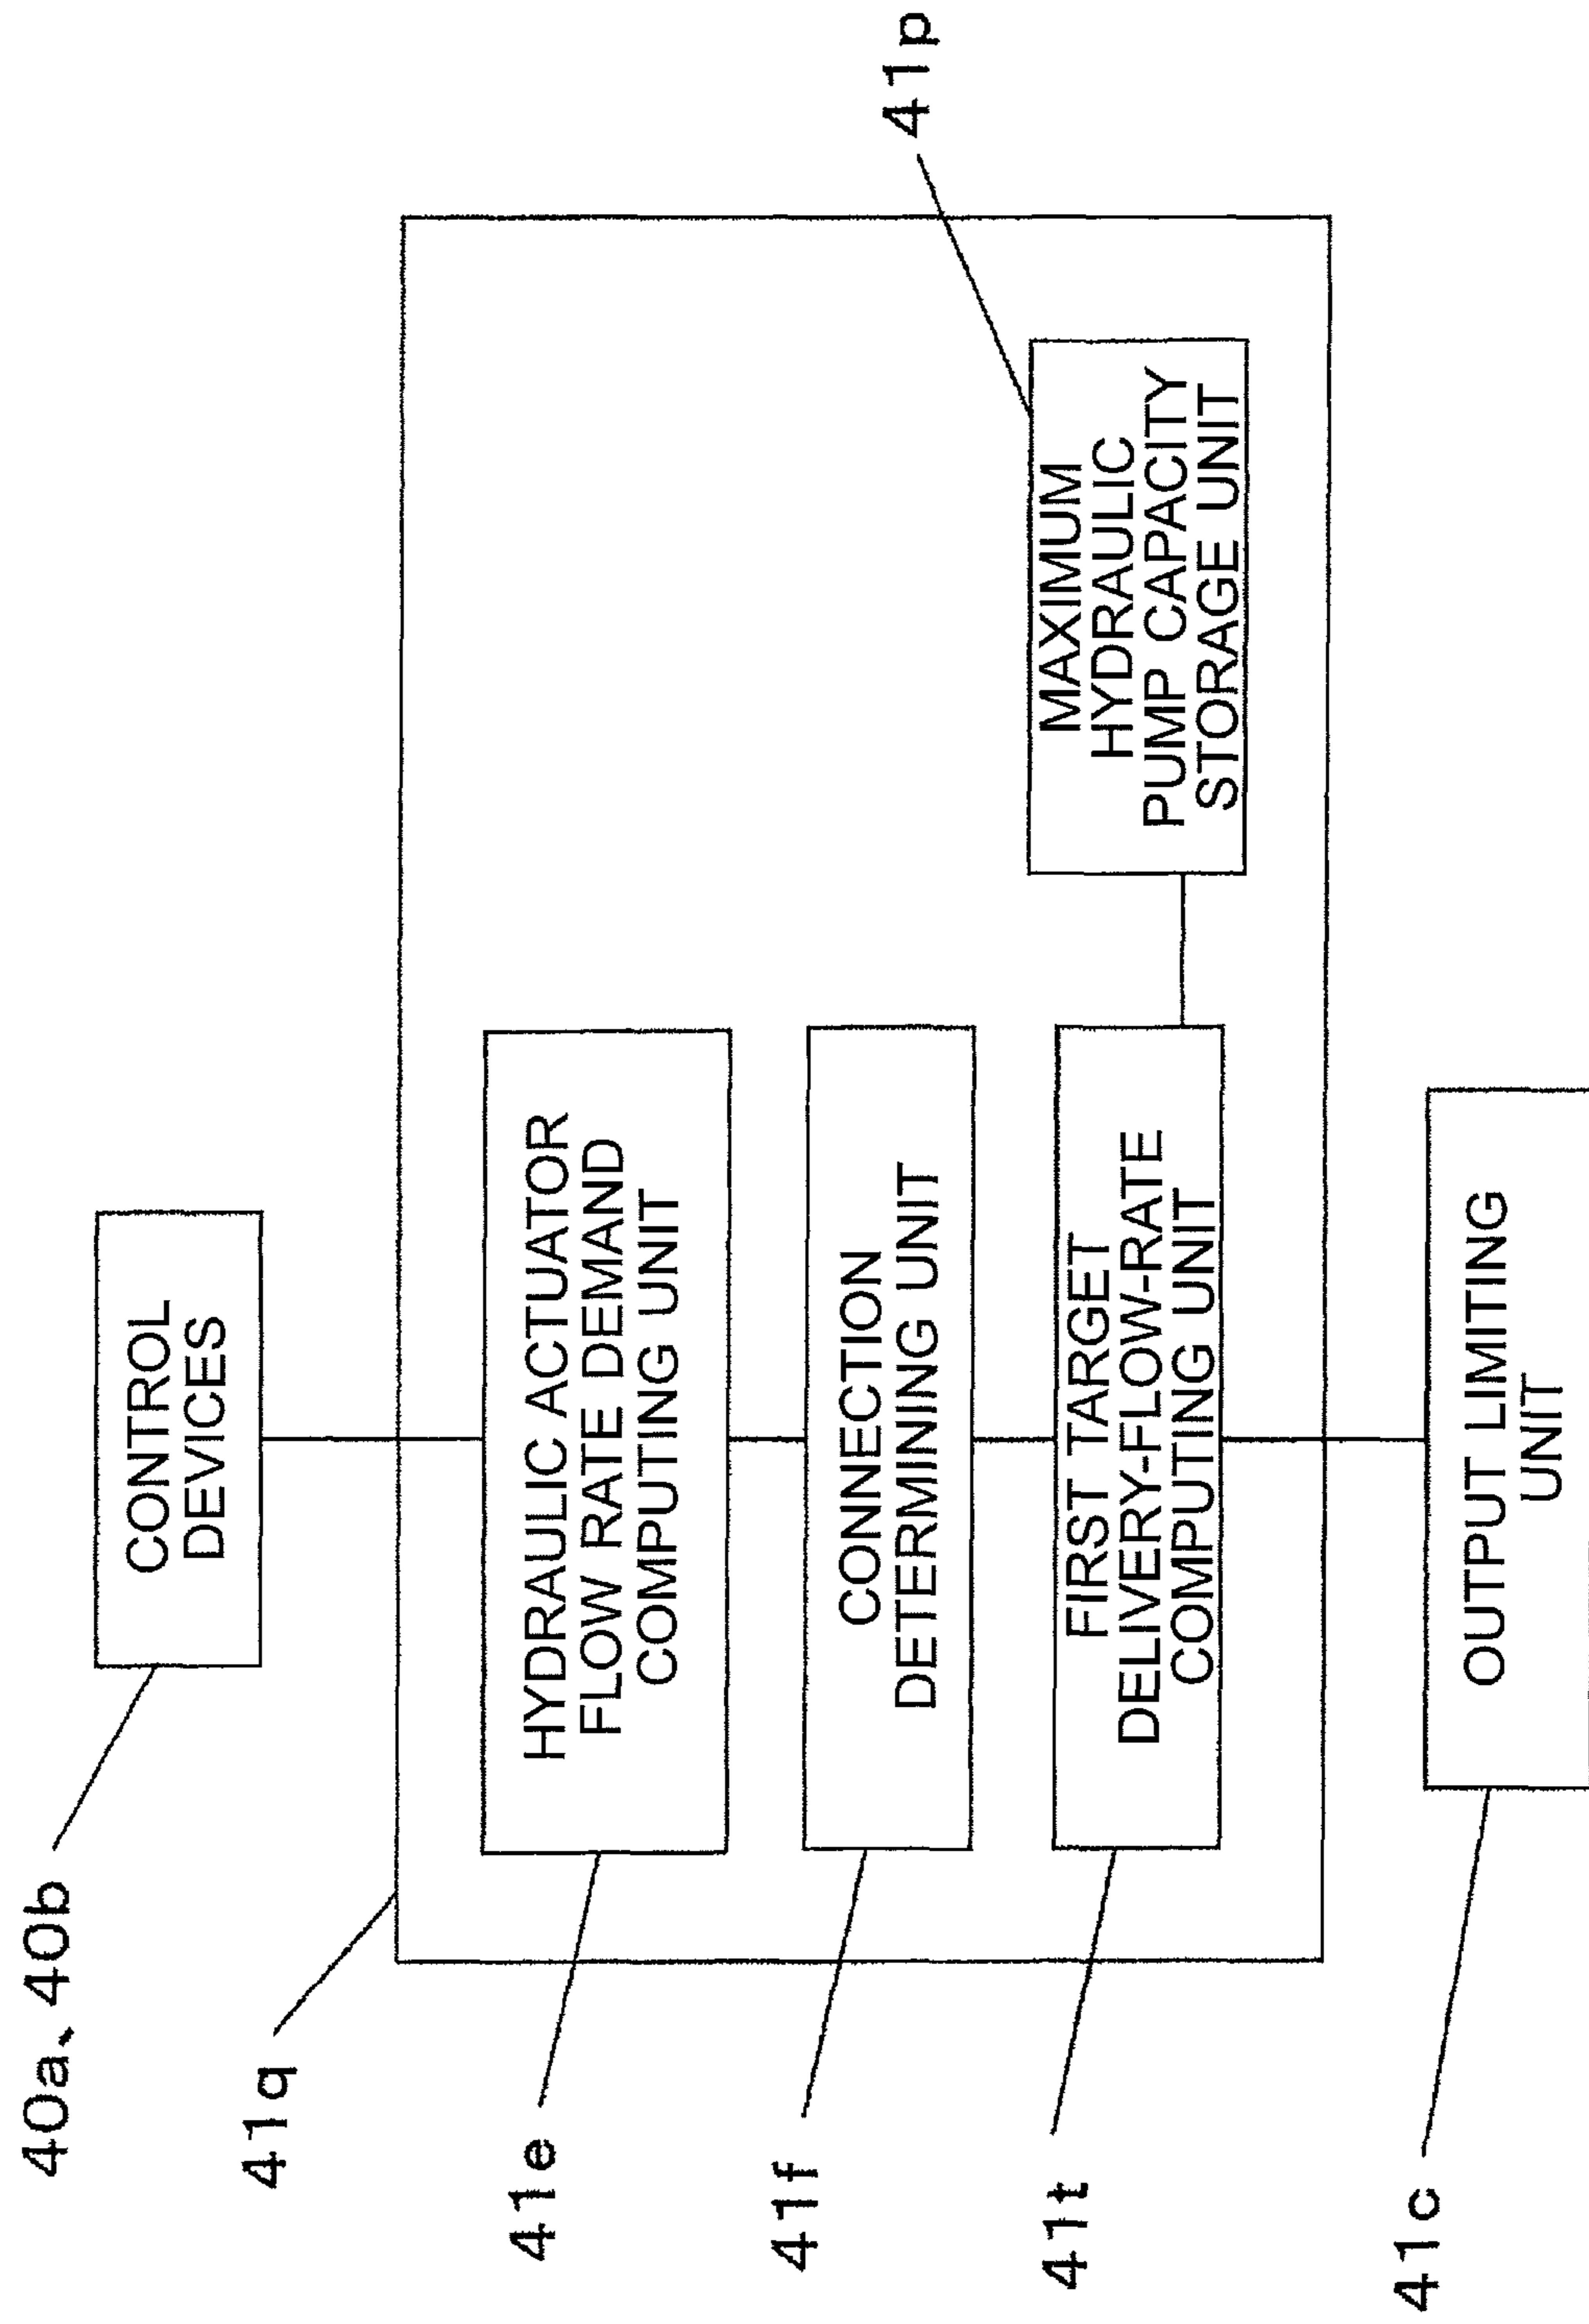 40a、40b
CONTROL
DEVICES
41q
41e
HYDRAULIC ACTUATOR
FLOW RATE DEMAND
COMPUTING UNIT
41f
CONNECTION
DETERMINING UNIT
41t
FIRST TARGET
DELIVERY-FLOW-RATE
COMPUTING UNIT
41p
MAXIMUM
HYDRAULIC
PUMP CAPACITY
STORAGE UNIT
41c
OUTPUT LIMITING
UNIT